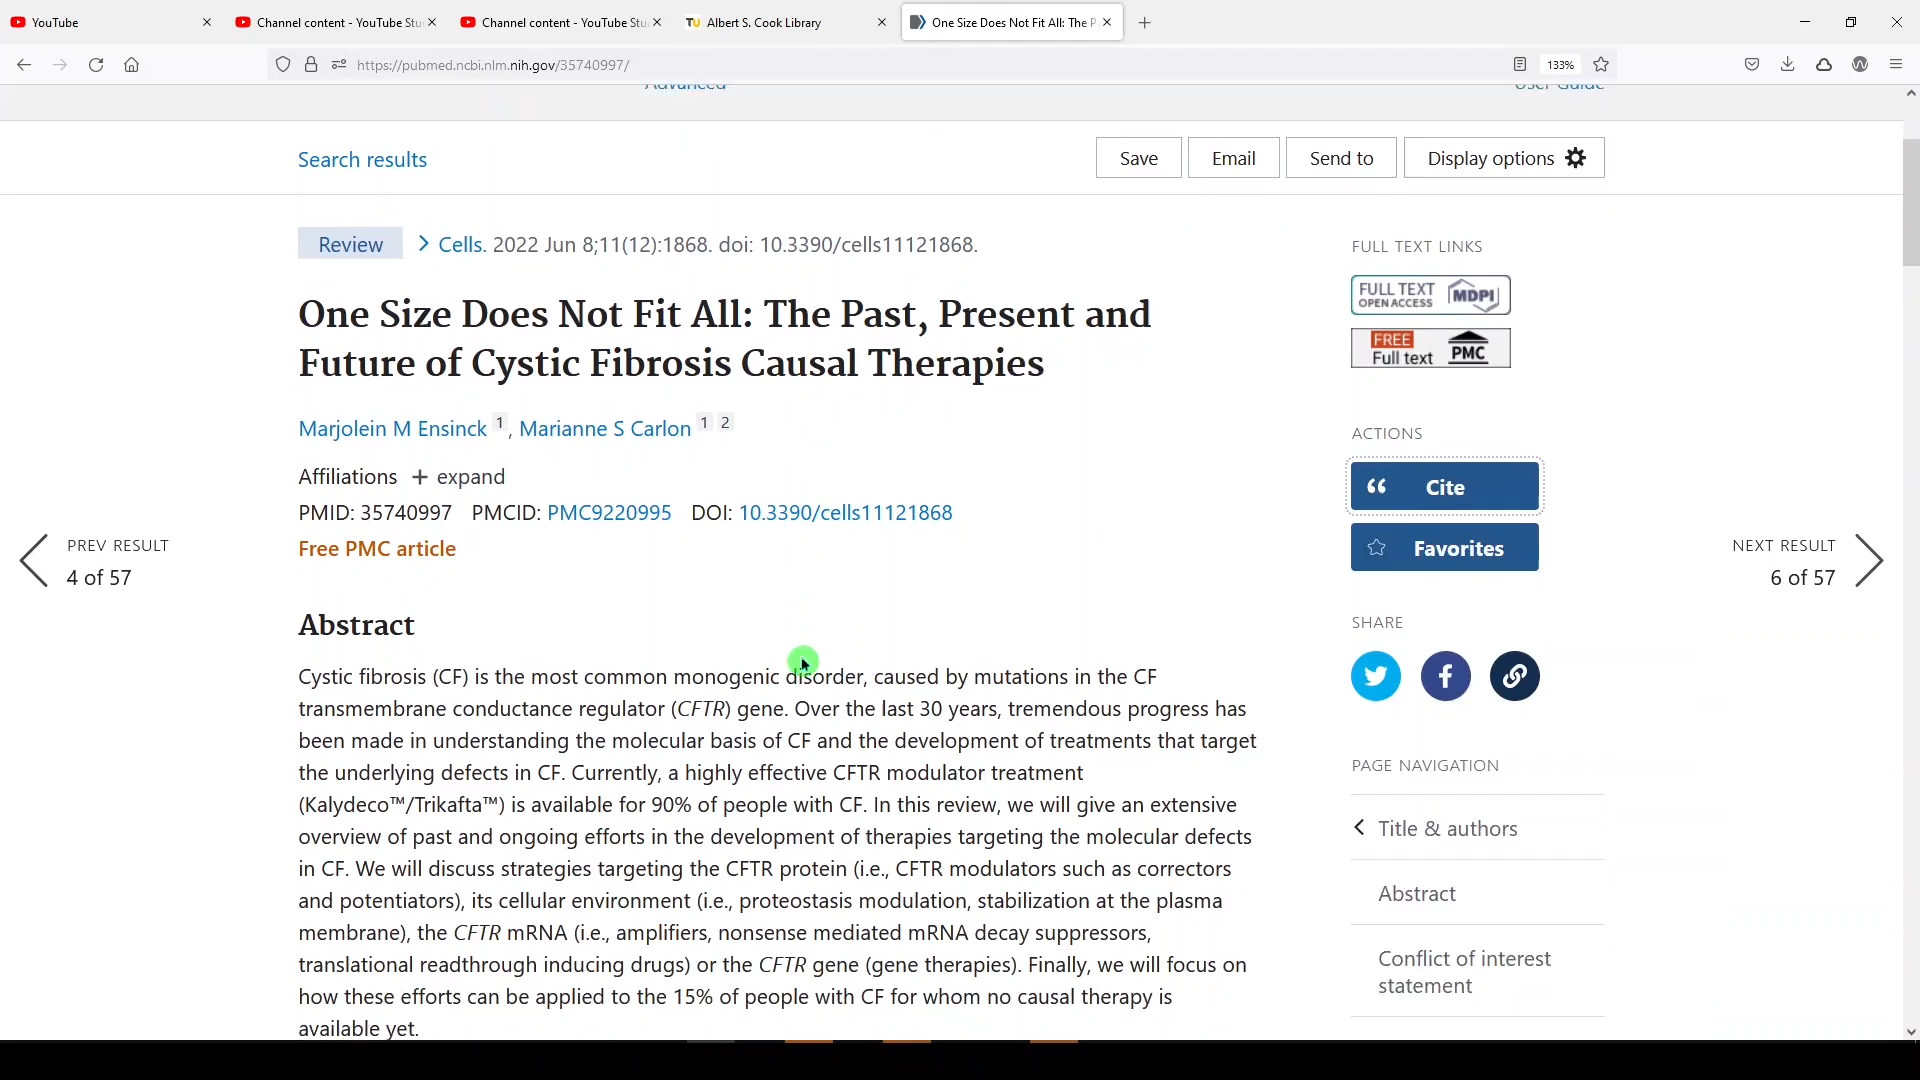 YouTube
Channel content - YouTube Stu
Channel content - YouTube Stu
TU Albert S. Cook Library
One Size Does Not Fit All: The P
https://pubmed.ncbi.nlm.nih.gov/35740997/
133%
Advanced
User Guide
Search results
Save
Email
Send to
Display options
Review
Cells. 2022 Jun 8;11(12):1868. doi: 10.3390/cells11121868.
One Size Does Not Fit All: The Past, Present and
Future of Cystic Fibrosis Causal Therapies
Marjolein M Ensinck 1 , Marianne S Carlon 1 2
Affiliations + expand
PMID: 35740997 PMCID: PMC9220995 DOI: 10.3390/cells11121868
Free PMC article
PREV RESULT
4 of 57
NEXT RESULT
6 of 57
Abstract
Cystic fibrosis (CF) is the most common monogenic disorder, caused by mutations in the CF
transmembrane conductance regulator (CFTR) gene. Over the last 30 years, tremendous progress has
been made in understanding the molecular basis of CF and the development of treatments that target
the underlying defects in CF. Currently, a highly effective CFTR modulator treatment
(Kalydeco™/Trikafta™) is available for 90% of people with CF. In this review, we will give an extensive
overview of past and ongoing efforts in the development of therapies targeting the molecular defects
in CF. We will discuss strategies targeting the CFTR protein (i.e., CFTR modulators such as correctors
and potentiators), its cellular environment (i.e., proteostasis modulation, stabilization at the plasma
membrane), the CFTR mRNA (i.e., amplifiers, nonsense mediated mRNA decay suppressors,
translational readthrough inducing drugs) or the CFTR gene (gene therapies). Finally, we will focus on
how these efforts can be applied to the 15% of people with CF for whom no causal therapy is
available yet.
FULL TEXT LINKS
FULL TEXT
OPEN ACCESS
MDPI
FREE
Full text
PMC
ACTIONS
Cite
Favorites
SHARE
PAGE NAVIGATION
Title & authors
Abstract
Conflict of interest
statement